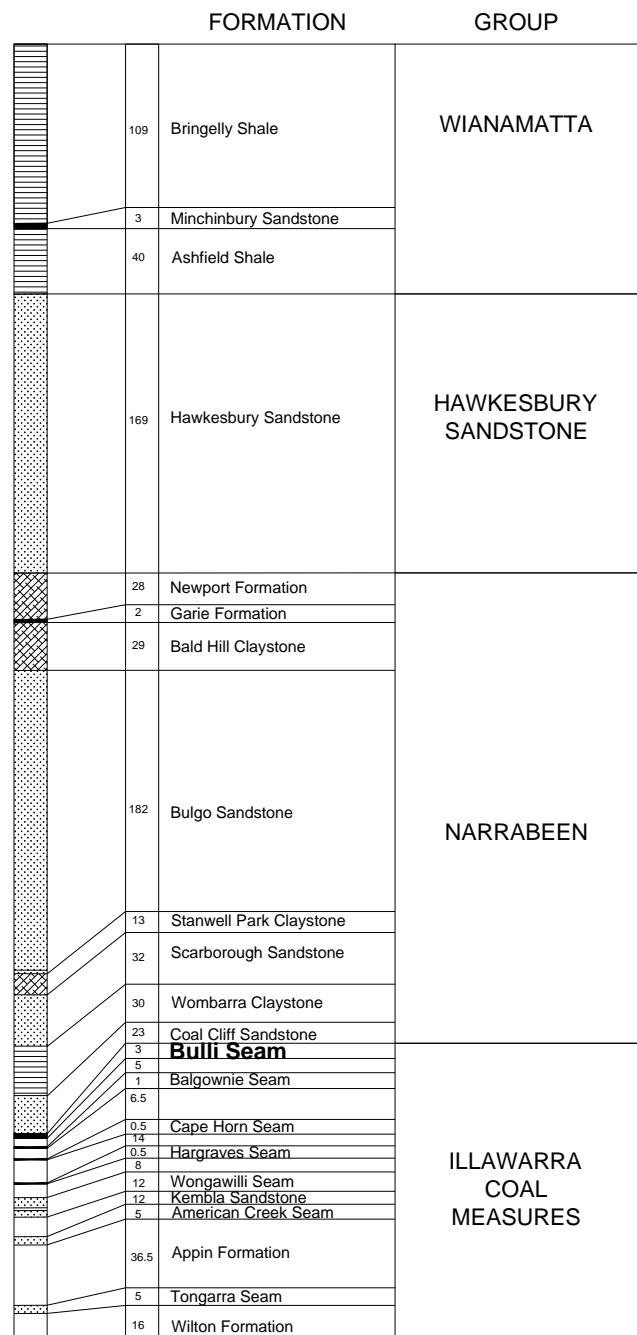 FORMATION GROUP
109 Bringelly Shale
WIANAMATTA
3 Minchinbury Sandstone
40 Ashfield Shale
169 Hawkesbury Sandstone
HAWKESBURY
SANDSTONE
28 Newport Formation
2 Garie Formation
29 Bald Hill Claystone
182 Bulgo Sandstone
NARRABEEN
13 Stanwell Park Claystone
32 Scarborough Sandstone
30 Wombarra Claystone
23 Coal Cliff Sandstone
3 Bulli Seam
5
1 Balgownie Seam
6.5
0.5 Cape Horn Seam
14
0.5 Hargraves Seam
8
12 Wongawilli Seam
12 Kembla Sandstone
5 American Creek Seam
ILLAWARRA
COAL
MEASURES
36.5 Appin Formation
5 Tongarra Seam
16 Wilton Formation